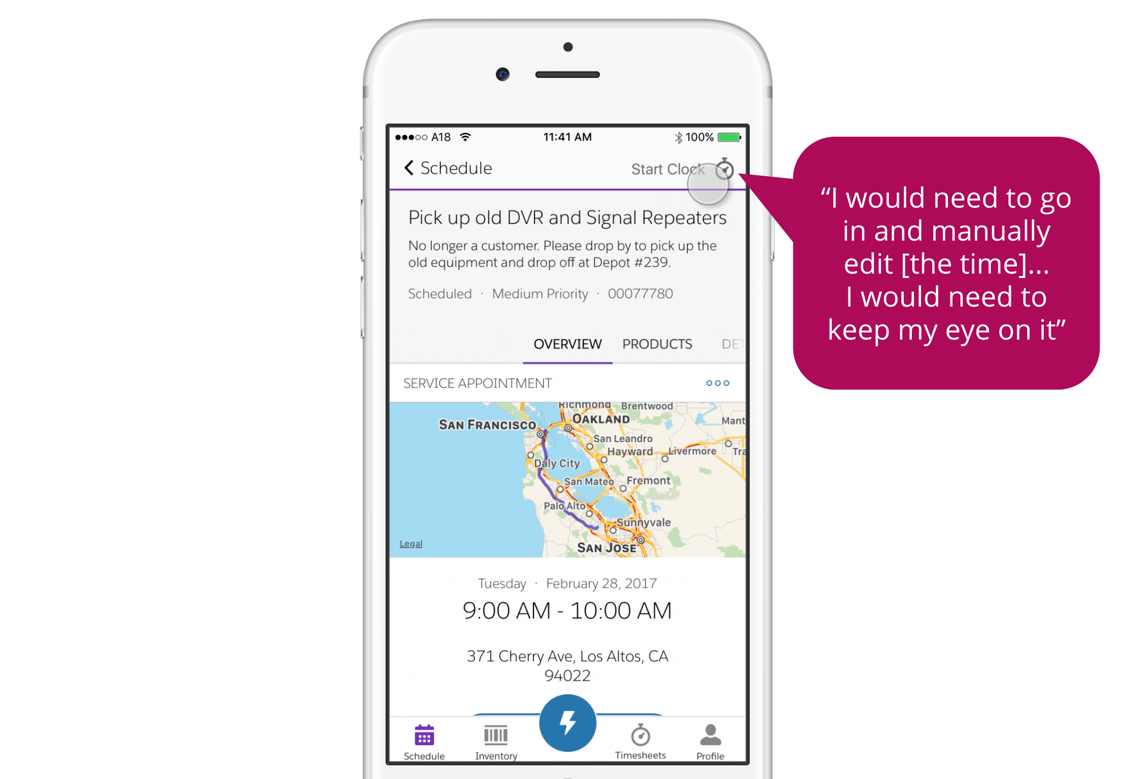 A18 11:41 AM 100%
Schedule Start Clock
Pick up old DVR and Signal Repeaters
No longer a customer. Please drop by to pick up the
old equipment and drop off at Depot #239.
Scheduled · Medium Priority · 00077780
OVERVIEW PRODUCTS DET
SERVICE APPOINTMENT
Richmond Brentwood
SAN FRANCISCO OAKLAND Mant
San Leandro
Hayward Livermore Tra
Daly City
San Mateo Fremont
Palo Alto
Sunnyvale
Legal SAN JOSE
Tuesday · February 28, 2017
9:00 AM - 10:00 AM
371 Cherry Ave, Los Altos, CA
94022
Schedule Inventory Timesheets Profile
“I would need to go
in and manually
edit [the time]...
I would need to
keep my eye on it”